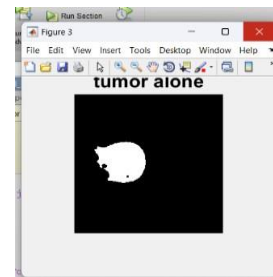 Run Section
Figure 3
File Edit View Insert Tools Desktop Window Help
tumor alone